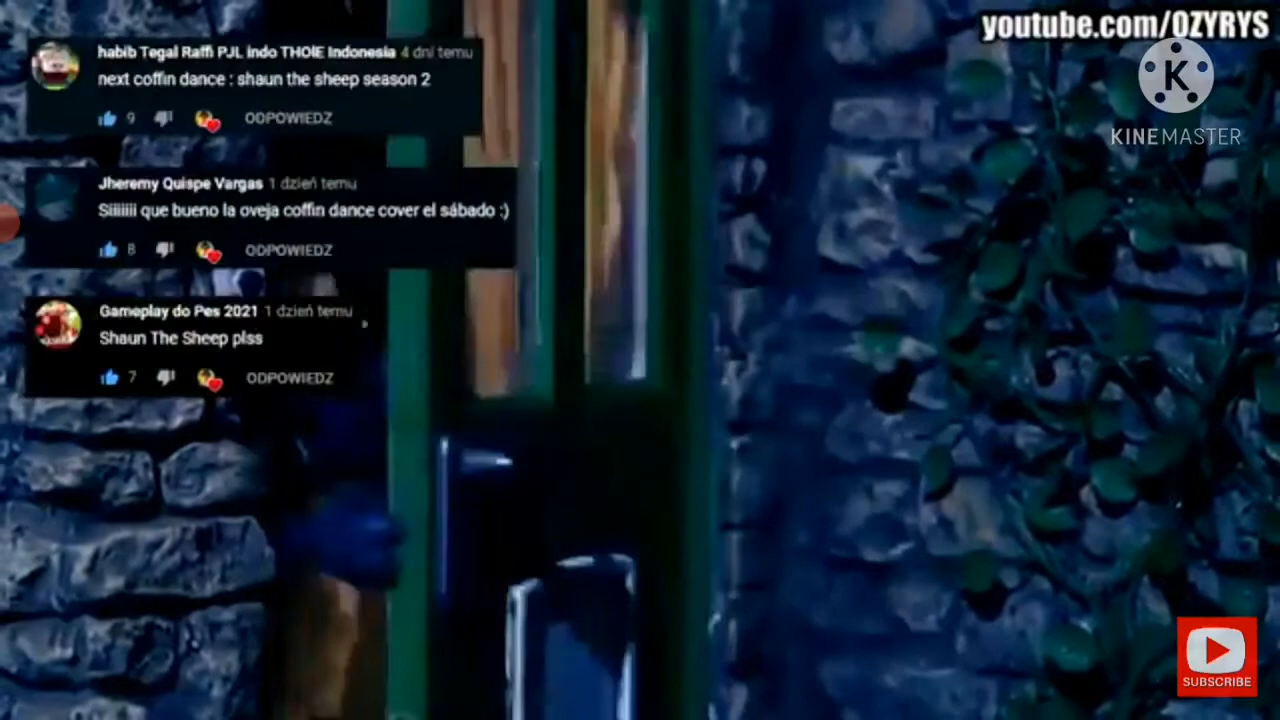 youtube.com/OZYRYS
K
KINEMASTER
habib Tegal Raffi PJL indo THOlE Indonesia 4 dni temu
next coffin dance : shaun the sheep season 2
9 ODPOWIEDZ
Jheremy Quispe Vargas 1 dzień temu
Siiiiiii que bueno la oveja coffin dance cover el sábado :)
8 ODPOWIEDZ
Gameplay do Pes 2021 1 dzień temu
Shaun The Sheep plss
7 ODPOWIEDZ
SUBSCRIBE